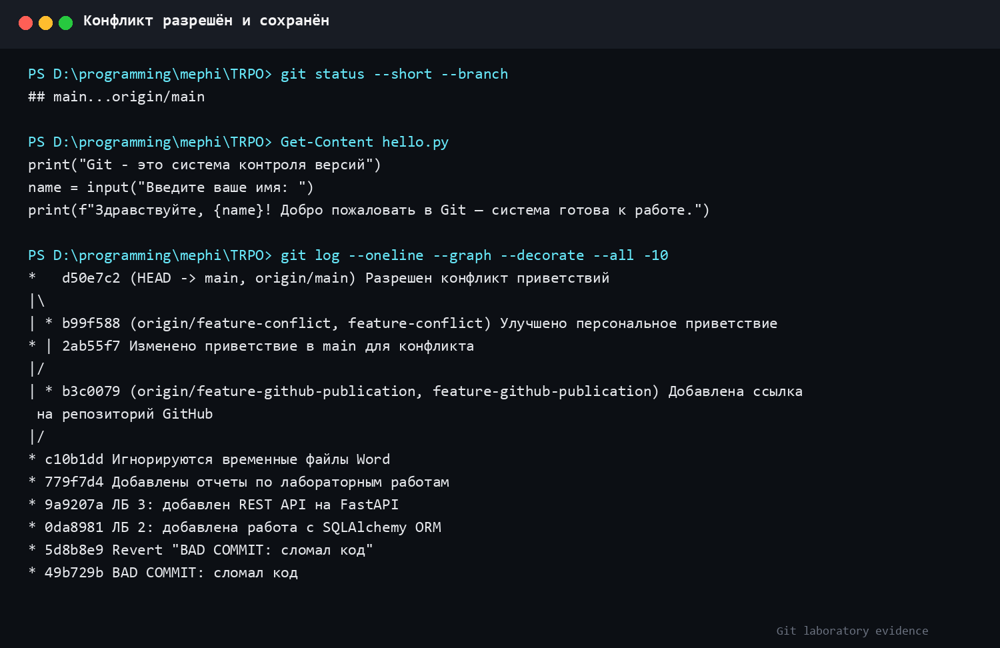 Конфликт разрешён и сохранён
PS D:\programming\mephi\TRPO> git status --short --branch
## main...origin/main
PS D:\programming\mephi\TRPO> Get-Content hello.py
print("Git - это система контроля версий")
name = input("Введите ваше имя: ")
print(f"Здравствуйте, {name}! Добро пожаловать в Git — система готова к работе.")
PS D:\programming\mephi\TRPO> git log --oneline --graph --decorate --all -10
*   d50e7c2 (HEAD -> main, origin/main) Разрешен конфликт приветствий
|\
| * b99f588 (origin/feature-conflict, feature-conflict) Улучшено персональное приветствие
* | 2ab55f7 Изменено приветствие в main для конфликта
|/
| * b3c0079 (origin/feature-github-publication, feature-github-publication) Добавлена ссылка
 на репозиторий GitHub
|/
* c10b1dd Игнорируются временные файлы Word
* 779f7d4 Добавлены отчеты по лабораторным работам
* 9a9207a ЛБ 3: добавлен REST API на FastAPI
* 0da8981 ЛБ 2: добавлена работа с SQLAlchemy ORM
* 5d8b8e9 Revert "BAD COMMIT: сломал код"
* 49b729b BAD COMMIT: сломал код
Git laboratory evidence